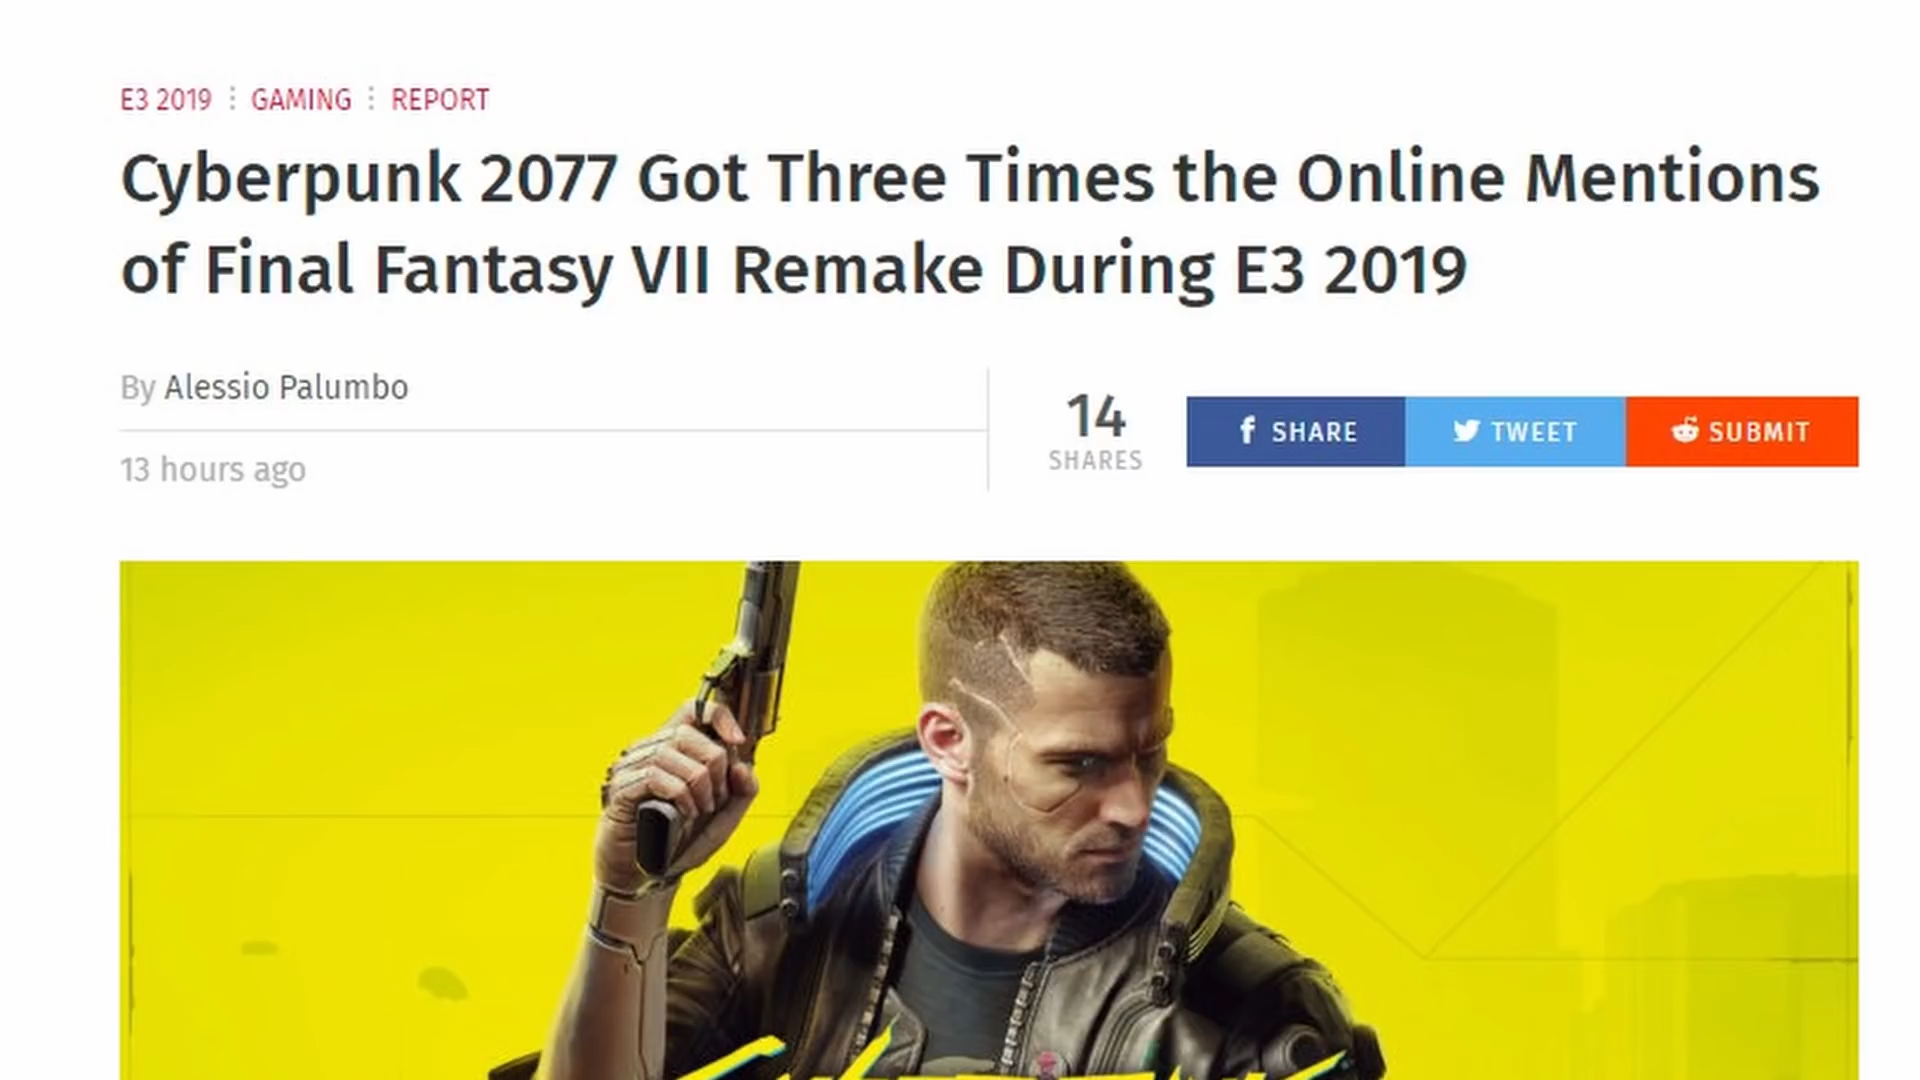 E3 2019 ⋮ GAMING ⋮ REPORT
Cyberpunk 2077 Got Three Times the Online Mentions
of Final Fantasy VII Remake During E3 2019
By Alessio Palumbo
13 hours ago
14
SHARES
SHARE
TWEET
SUBMIT